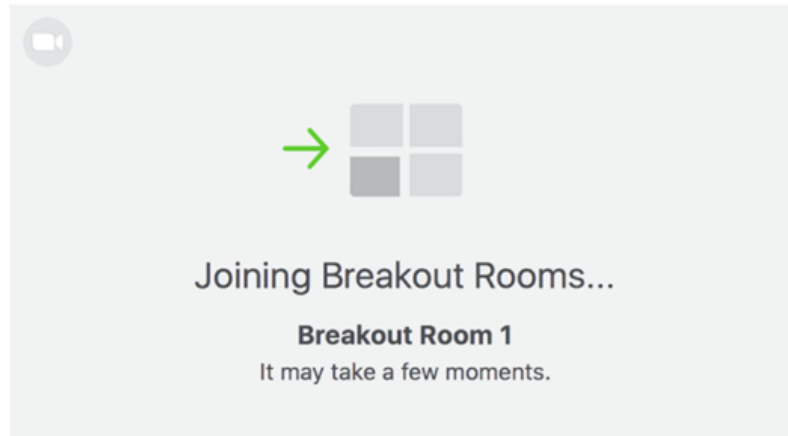 Joining Breakout Rooms...
Breakout Room 1
It may take a few moments.